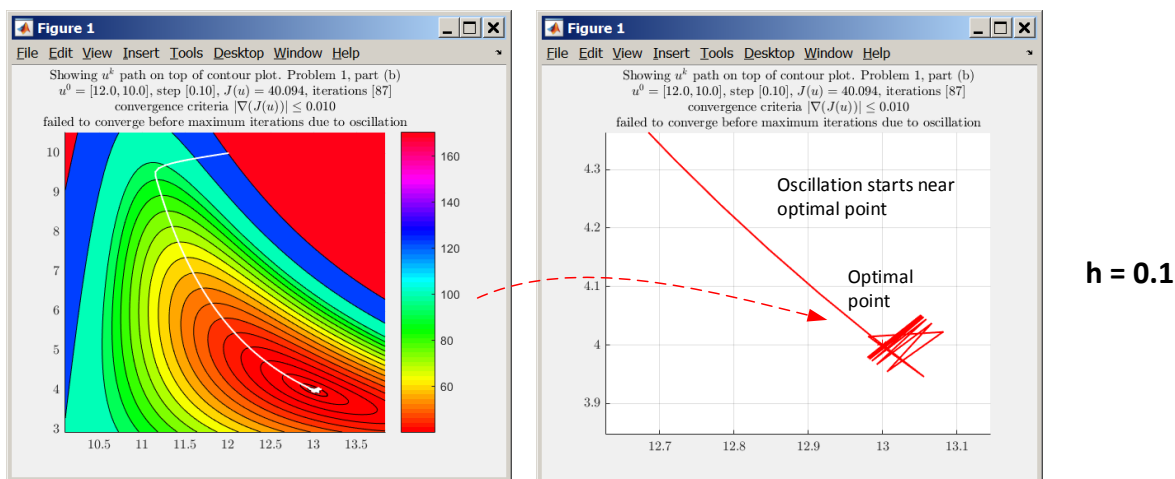 Figure 1
File Edit View Insert Tools Desktop Window Help
Showing u^k path on top of contour plot. Problem 1, part (b)
u^0 = [12.0, 10.0], step [0.10], J(u) = 40.094, iterations [87]
convergence criteria |∇(J(u))| ≤ 0.010
failed to converge before maximum iterations due to oscillation
10
9
8
7
6
5
4
3
10.5 11 11.5 12 12.5 13 13.5
160
140
120
100
80
60
Figure 1
File Edit View Insert Tools Desktop Window Help
Showing u^k path on top of contour plot. Problem 1, part (b)
u^0 = [12.0, 10.0], step [0.10], J(u) = 40.094, iterations [87]
convergence criteria |∇(J(u))| ≤ 0.010
failed to converge before maximum iterations due to oscillation
4.3
4.2
4.1
4
3.9
12.7 12.8 12.9 13 13.1
Oscillation starts near
optimal point
Optimal
point
h = 0.1